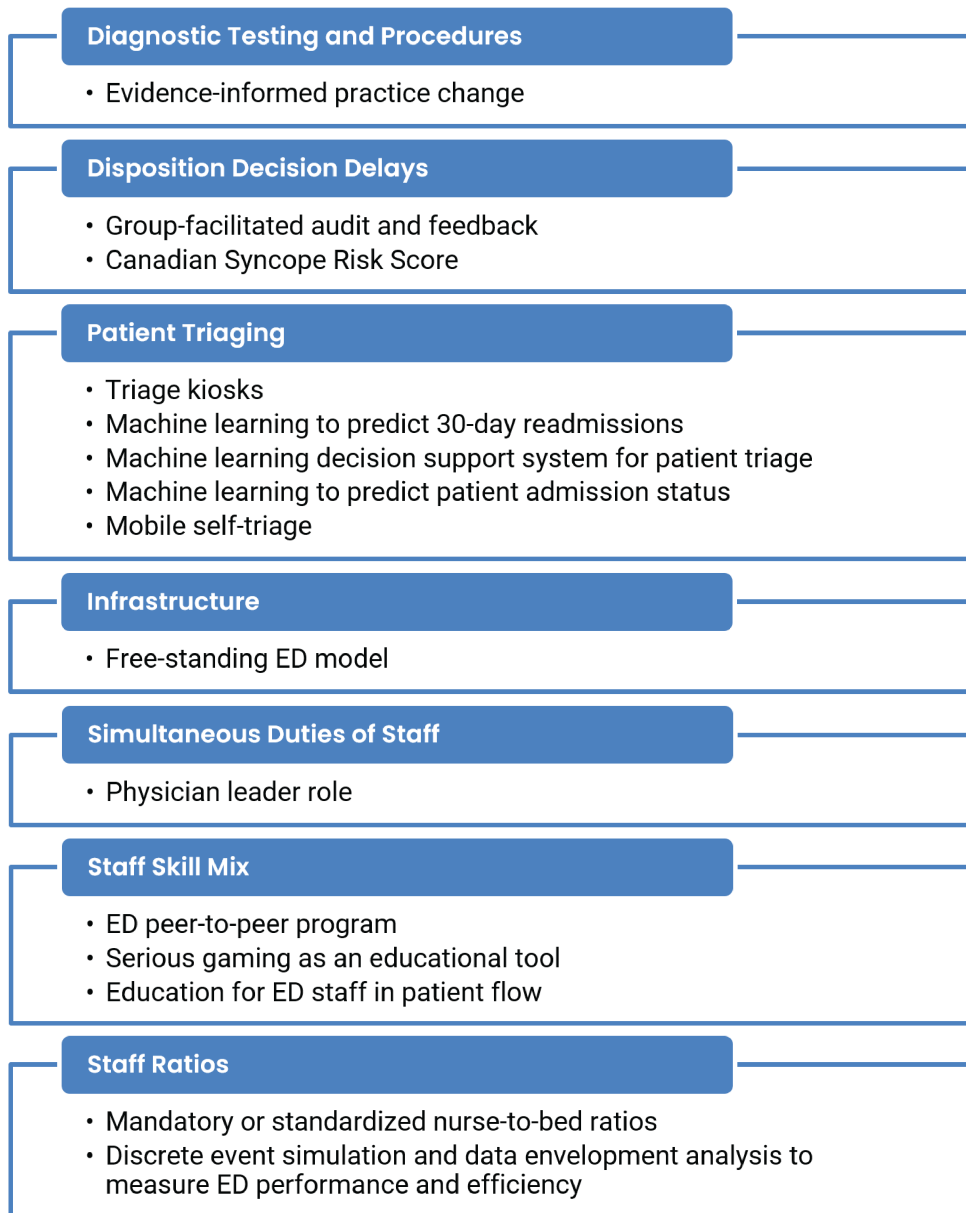 Diagnostic Testing and Procedures
• Evidence-informed practice change
Disposition Decision Delays
• Group-facilitated audit and feedback
• Canadian Syncope Risk Score
Patient Triaging
• Triage kiosks
• Machine learning to predict 30-day readmissions
• Machine learning decision support system for patient triage
• Machine learning to predict patient admission status
• Mobile self-triage
Infrastructure
• Free-standing ED model
Simultaneous Duties of Staff
• Physician leader role
Staff Skill Mix
• ED peer-to-peer program
• Serious gaming as an educational tool
• Education for ED staff in patient flow
Staff Ratios
• Mandatory or standardized nurse-to-bed ratios
• Discrete event simulation and data envelopment analysis to
measure ED performance and efficiency